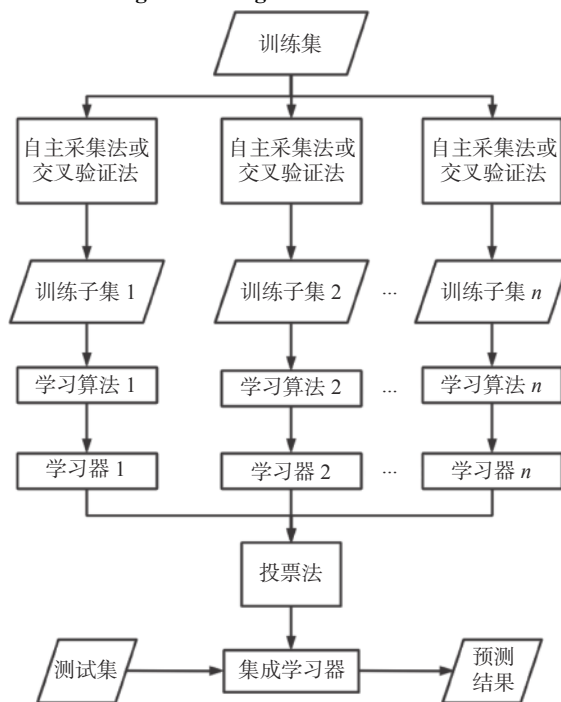 训练集
自主采集法或
交叉验证法
自主采集法或
交叉验证法
自主采集法或
交叉验证法
训练子集 1
训练子集 2
...
训练子集 n
学习算法 1
学习算法 2
...
学习算法 n
学习器 1
学习器 2
...
学习器 n
投票法
测试集
集成学习器
预测
结果